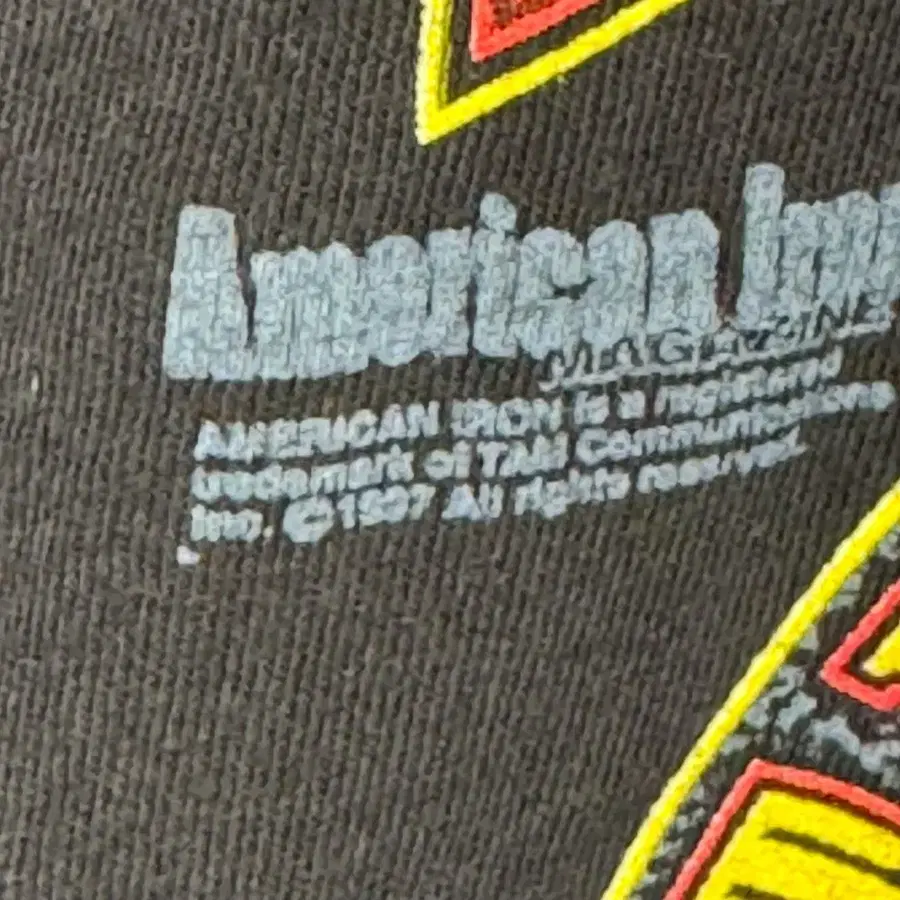 American Iron
MAGAZINE
AMERICAN IRON is a registered
trademark of TAM Communications
Inc. ©1997 All rights reserved.